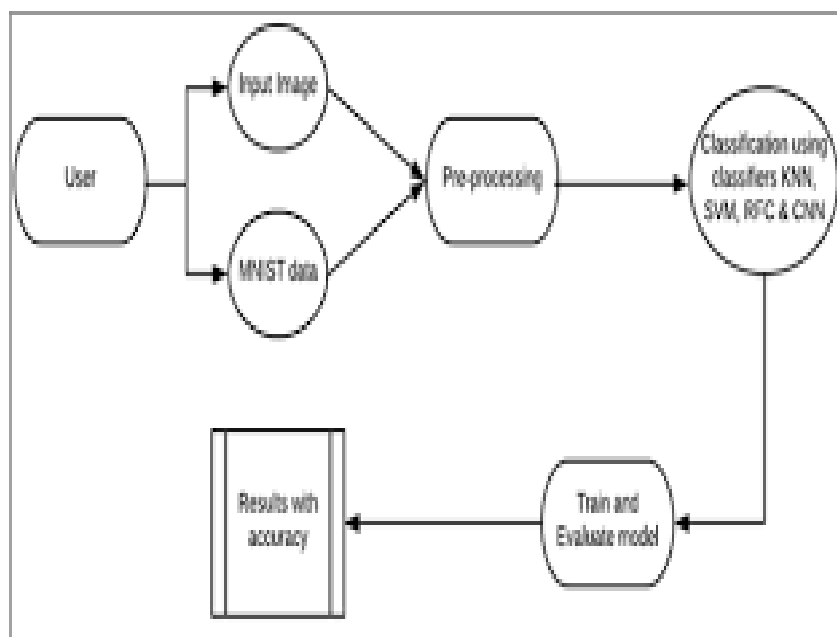 Input Image
User
Pre-processing
MNIST data
Classification using
classifiers KNN,
SVM, RFC & CNN
Results with
accuracy
Train and
Evaluate model